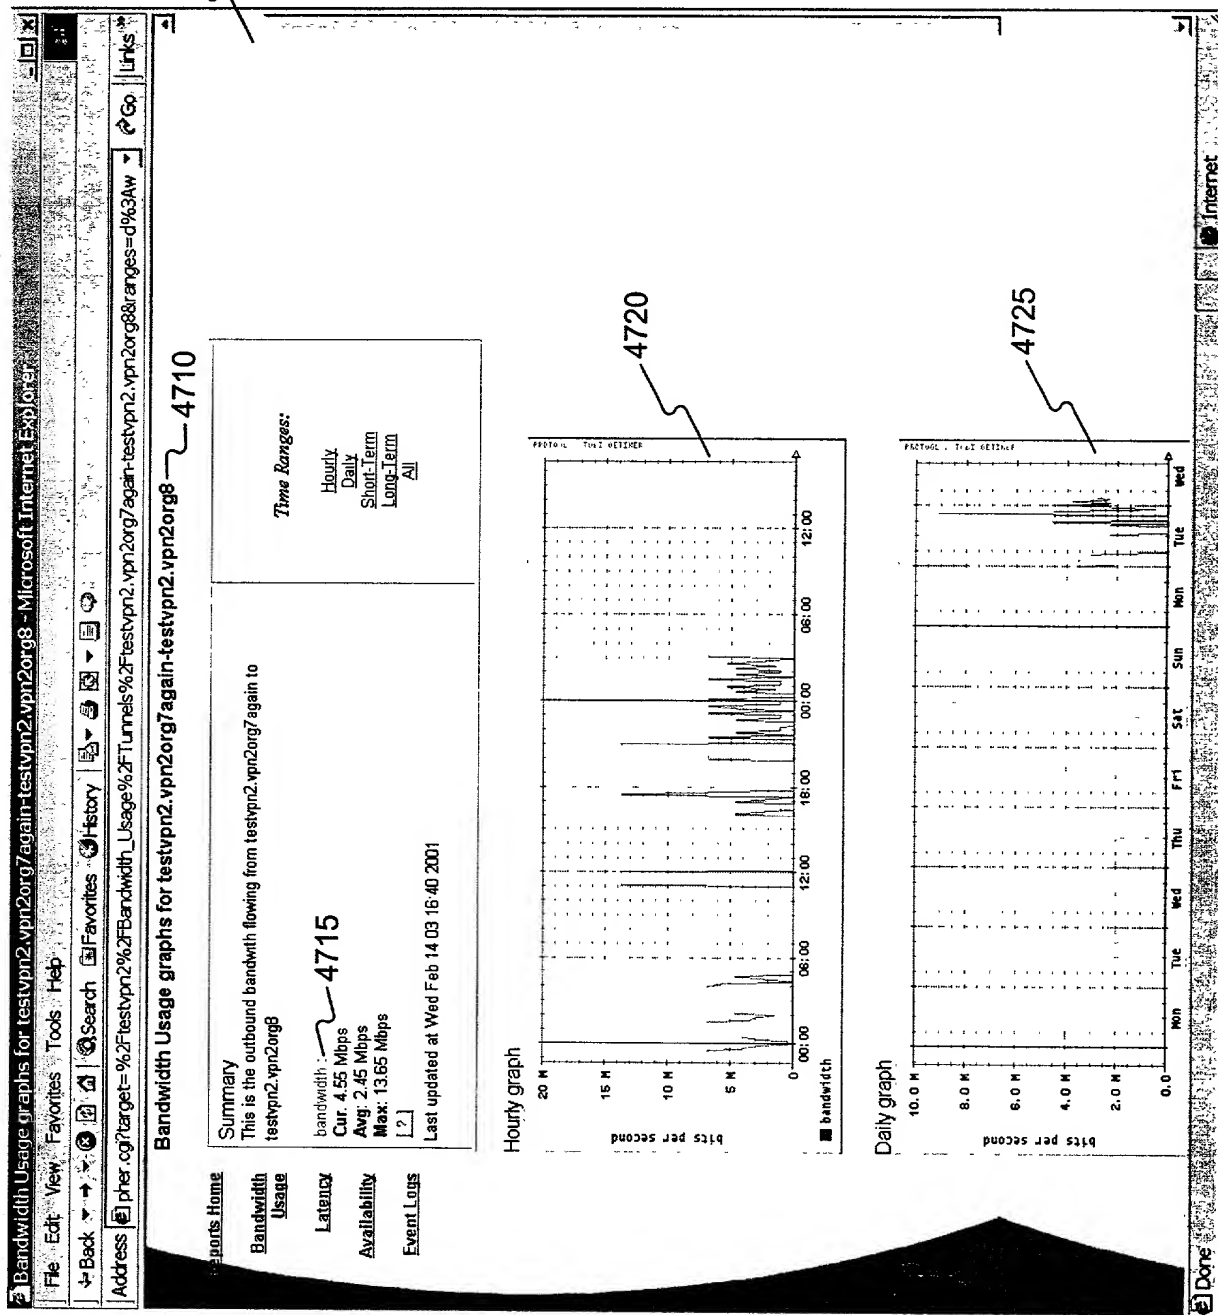 Bandwidth Usage graphs for testvpn2.vpn2org7again-testvpn2.vpn2org8 - Microsoft Internet Explorer
File Edit View Favorites Tools Help
Back Search Favorites History
Address pher.cgi?target=%2Ftestvpn2%2FBandwidth_Usage%2FTunnels%2Ftestvpn2.vpn2org7again-testvpn2.vpn2org8&ranges=d%3Aw Go Links »
Bandwidth Usage graphs for testvpn2.vpn2org7again-testvpn2.vpn2org8 4710
eports Home
Bandwidth
Usage
Latency
Availability
Event Logs
Summary
This is the outbound bandwith flowing from testvpn2.vpn2org7again to
testvpn2.vpn2org8
bandwidth : 4715
Cur. 4.55 Mbps
Avg: 2.45 Mbps
Max: 13.65 Mbps
[ ? ]
Last updated at Wed Feb 14 03 16:40 2001
Time Ranges:
Hourly
Daily
Short-Term
Long-Term
All
Hourly graph
4720
bits per second
20 M
15 M
10 M
5 M
0
00:00 06:00 12:00 18:00 00:00 06:00 12:00
bandwidth
Daily graph
4725
bits per second
10.0 M
8.0 M
6.0 M
4.0 M
2.0 M
0.0
Mon Tue Wed Thu Fri Sat Sun Mon Tue Wed
Done Internet